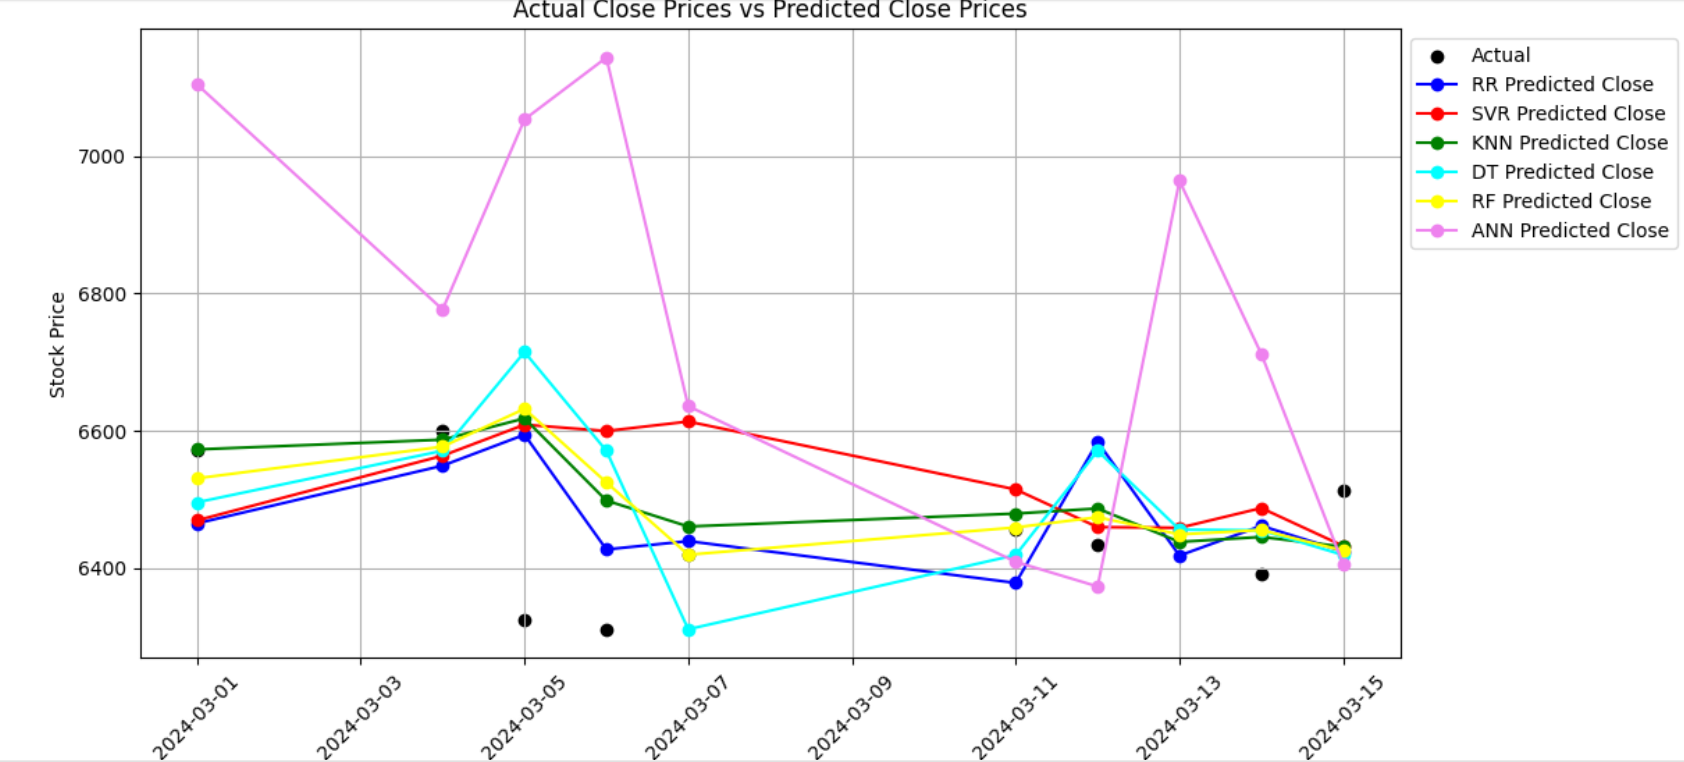 Actual Close Prices vs Predicted Close Prices
Actual
RR Predicted Close
SVR Predicted Close
KNN Predicted Close
DT Predicted Close
RF Predicted Close
ANN Predicted Close
Stock Price
7000
6800
6600
6400
2024-03-01
2024-03-03
2024-03-05
2024-03-07
2024-03-09
2024-03-11
2024-03-13
2024-03-15